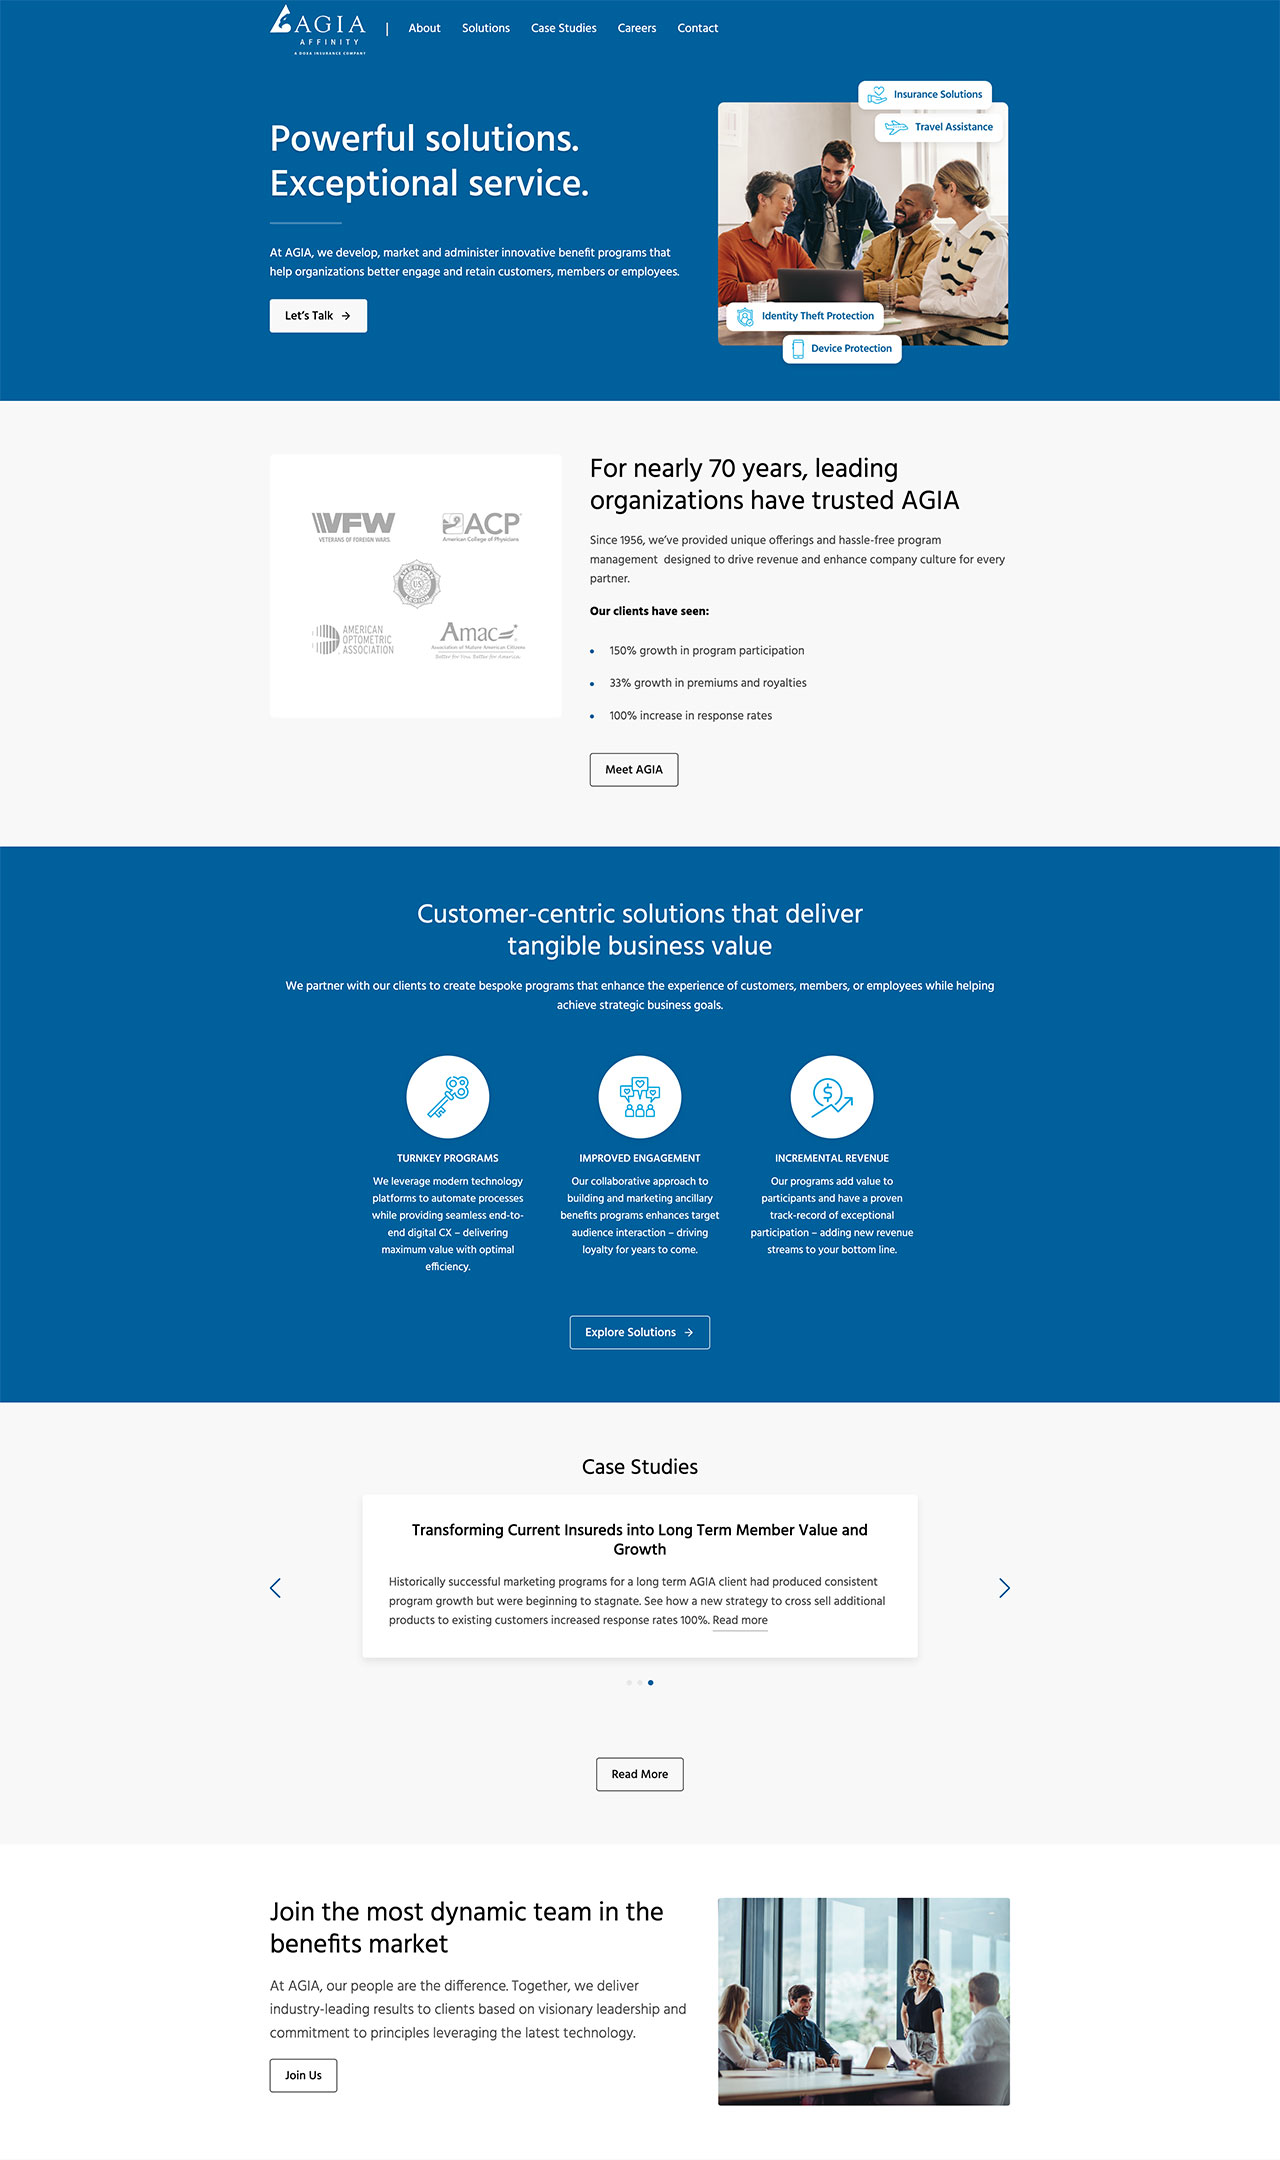 AGIA
AFFINITY
A DOXA INSURANCE COMPANY
| About Solutions Case Studies Careers Contact
Insurance Solutions
Travel Assistance
Powerful solutions.
Exceptional service.
At AGIA, we develop, market and administer innovative benefit programs that
help organizations better engage and retain customers, members or employees.
Let's Talk →
Identity Theft Protection
Device Protection
VFW
VETERANS OF FOREIGN WARS.
ACP
American College of Physicians
AMERICAN
US
LEGION
AMERICAN
OPTOMETRIC
ASSOCIATION
Amac
Association of Mature American Citizens
Better for You. Better for America.
For nearly 70 years, leading
organizations have trusted AGIA
Since 1956, we've provided unique offerings and hassle-free program
management designed to drive revenue and enhance company culture for every
partner.
Our clients have seen:
• 150% growth in program participation
• 33% growth in premiums and royalties
• 100% increase in response rates
Meet AGIA
Customer-centric solutions that deliver
tangible business value
We partner with our clients to create bespoke programs that enhance the experience of customers, members, or employees while helping
achieve strategic business goals.
TURNKEY PROGRAMS
We leverage modern technology
platforms to automate processes
while providing seamless end-to-
end digital CX – delivering
maximum value with optimal
efficiency.
IMPROVED ENGAGEMENT
Our collaborative approach to
building and marketing ancillary
benefits programs enhances target
audience interaction – driving
loyalty for years to come.
INCREMENTAL REVENUE
Our programs add value to
participants and have a proven
track-record of exceptional
participation – adding new revenue
streams to your bottom line.
Explore Solutions →
Case Studies
Transforming Current Insureds into Long Term Member Value and
Growth
Historically successful marketing programs for a long term AGIA client had produced consistent
program growth but were beginning to stagnate. See how a new strategy to cross sell additional
products to existing customers increased response rates 100%. Read more
Read More
Join the most dynamic team in the
benefits market
At AGIA, our people are the difference. Together, we deliver
industry-leading results to clients based on visionary leadership and
commitment to principles leveraging the latest technology.
Join Us